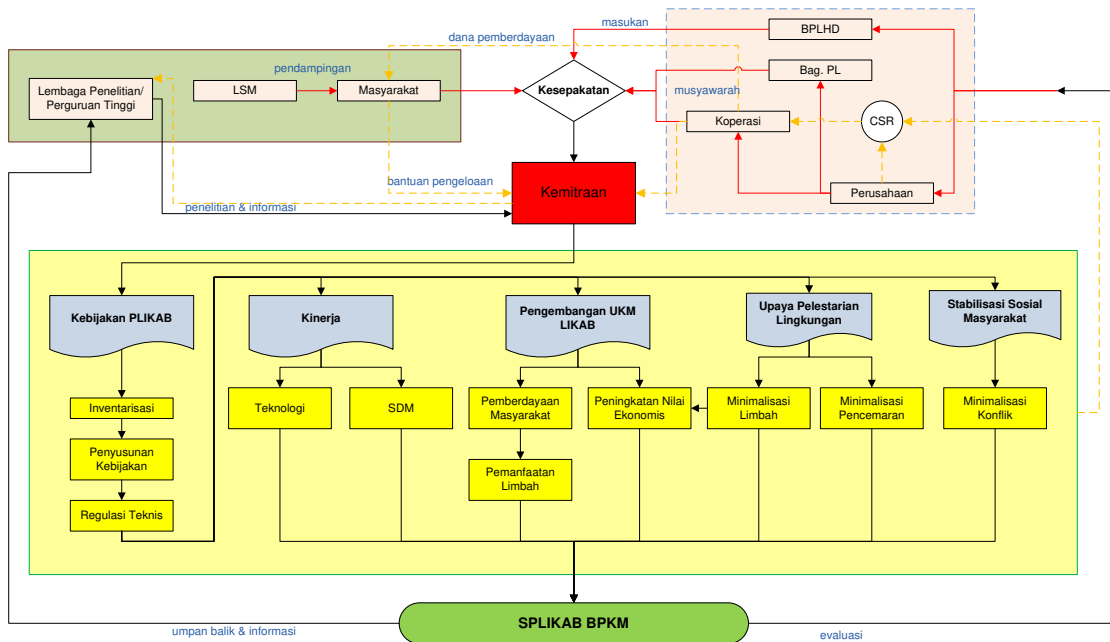 masukan
BPLHD
dana pemberdayaan
pendampingan
Bag. PL
Lembaga Penelitian/
Perguruan Tinggi
LSM
Masyarakat
Kesepakatan
musyawarah
Koperasi
CSR
bantuan pengeloaan
Kemitraan
Perusahaan
penelitian & informasi
Kebijakan PLIKAB
Kinerja
Pengembangan UKM
LIKAB
Upaya Pelestarian
Lingkungan
Stabilisasi Sosial
Masyarakat
Inventarisasi
Teknologi
SDM
Pemberdayaan
Masyarakat
Peningkatan Nilai
Ekonomis
Minimalisasi
Limbah
Minimalisasi
Pencemaran
Minimalisasi
Konflik
Penyusunan
Kebijakan
Pemanfaatan
Limbah
Regulasi Teknis
SPLIKAB BPKM
umpan balik & informasi
evaluasi